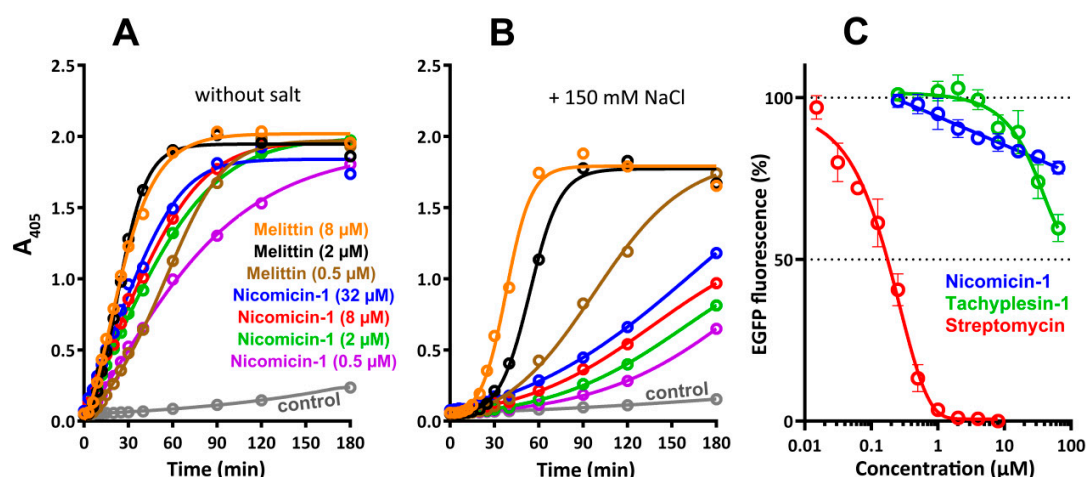 A
B
C
2.5
2.0
1.5
1.0
0.5
0.0
A405
without salt
Melittin (8 µM)
Melittin (2 µM)
Melittin (0.5 µM)
Nicomicin-1 (32 µM)
Nicomicin-1 (8 µM)
Nicomicin-1 (2 µM)
Nicomicin-1 (0.5 µM)
control
0 30 60 90 120 180
Time (min)
2.5
2.0
1.5
1.0
0.5
0.0
+ 150 mM NaCl
control
0 30 60 90 120 180
Time (min)
EGFP fluorescence (%)
100
50
0
Nicomicin-1
Tachyplesin-1
Streptomycin
0.01 0.1 1 10 100
Concentration (µM)